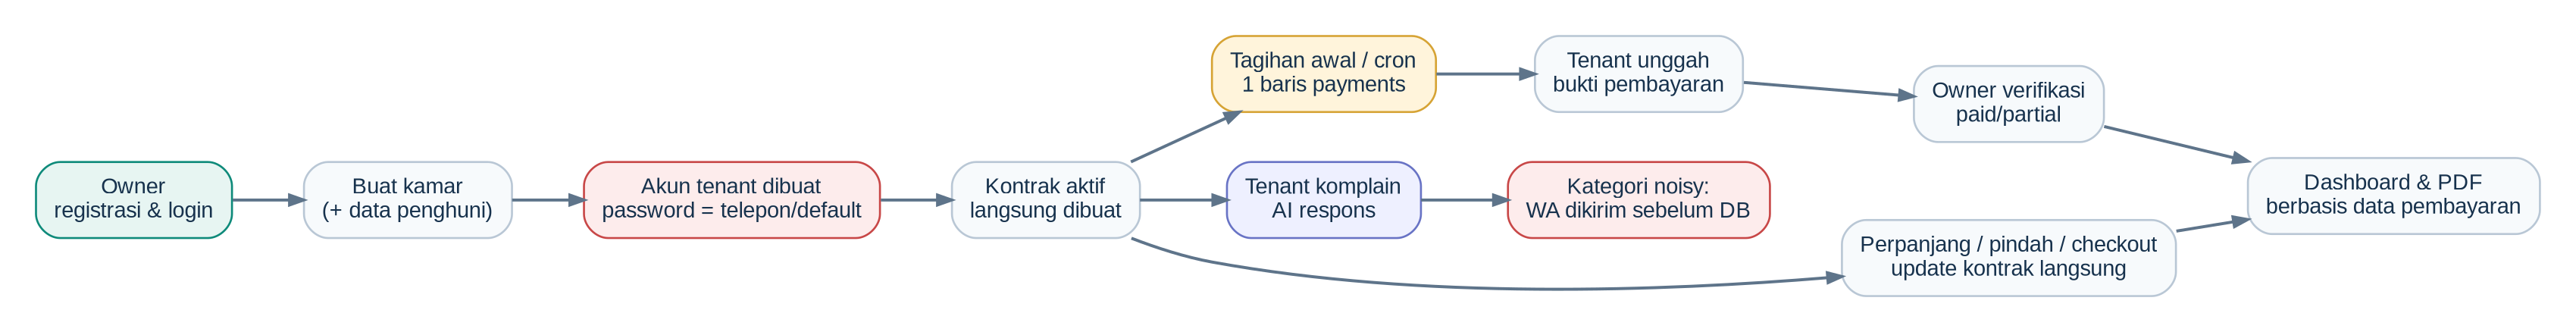 Owner
registrasi & login
Buat kamar
(+ data penghuni)
Akun tenant dibuat
password = telepon/default
Kontrak aktif
langsung dibuat
Tagihan awal / cron
1 baris payments
Tenant unggah
bukti pembayaran
Owner verifikasi
paid/partial
Tenant komplain
AI respons
Kategori noisy:
WA dikirim sebelum DB
Perpanjang / pindah / checkout
update kontrak langsung
Dashboard & PDF
berbasis data pembayaran